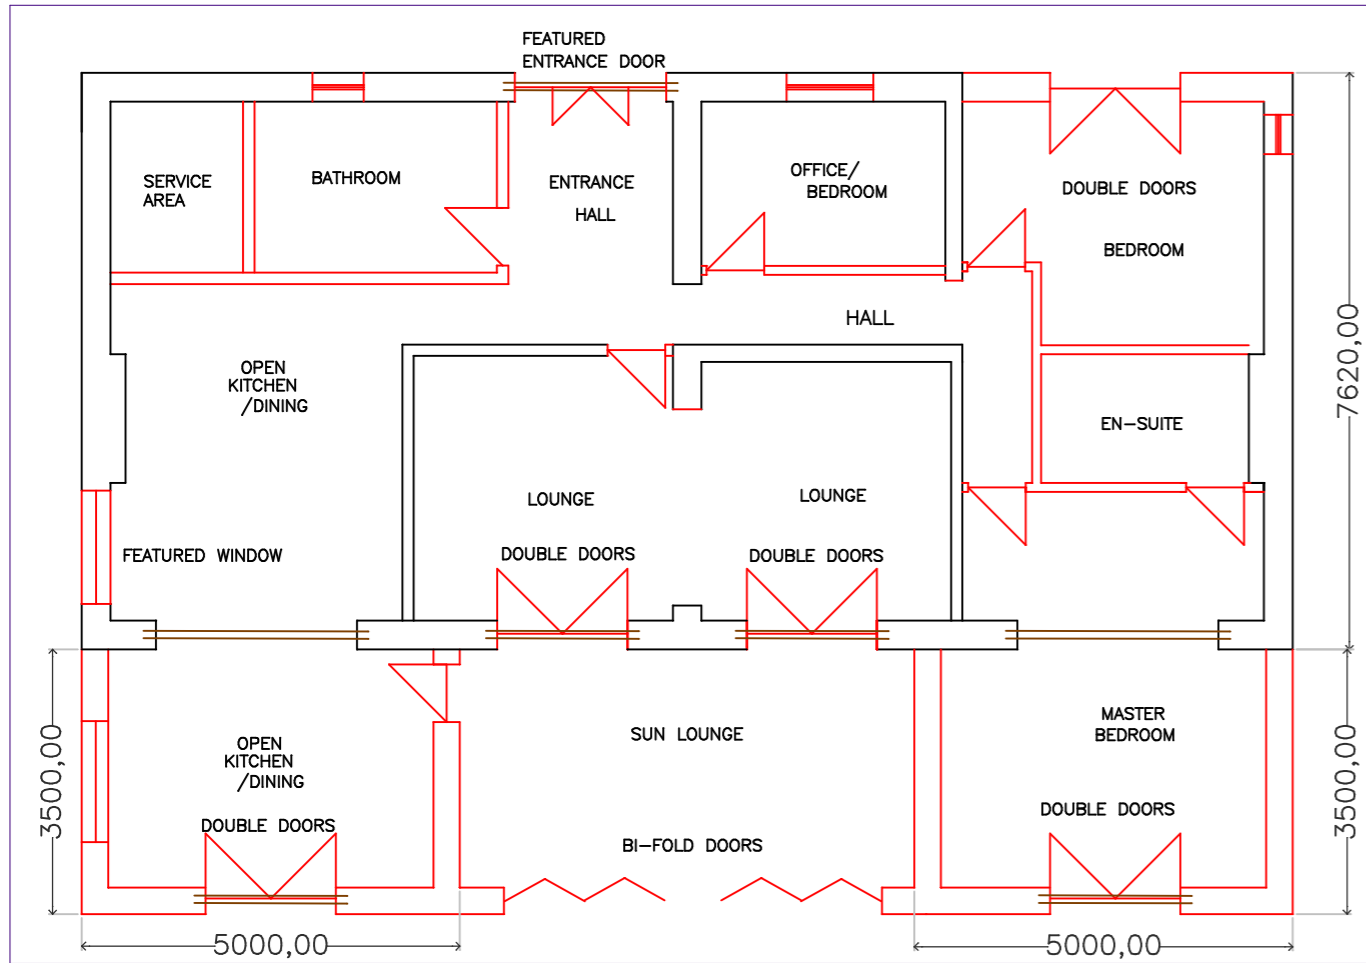 FEATURED
ENTRANCE DOOR
SERVICE
AREA
BATHROOM
ENTRANCE
HALL
OFFICE/
BEDROOM
DOUBLE DOORS
BEDROOM
HALL
7620,00
OPEN
KITCHEN
/DINING
EN-SUITE
LOUNGE
LOUNGE
FEATURED WINDOW
DOUBLE DOORS
DOUBLE DOORS
3500,00
OPEN
KITCHEN
/DINING
DOUBLE DOORS
SUN LOUNGE
BI-FOLD DOORS
MASTER
BEDROOM
DOUBLE DOORS
3500,00
5000,00
5000,00